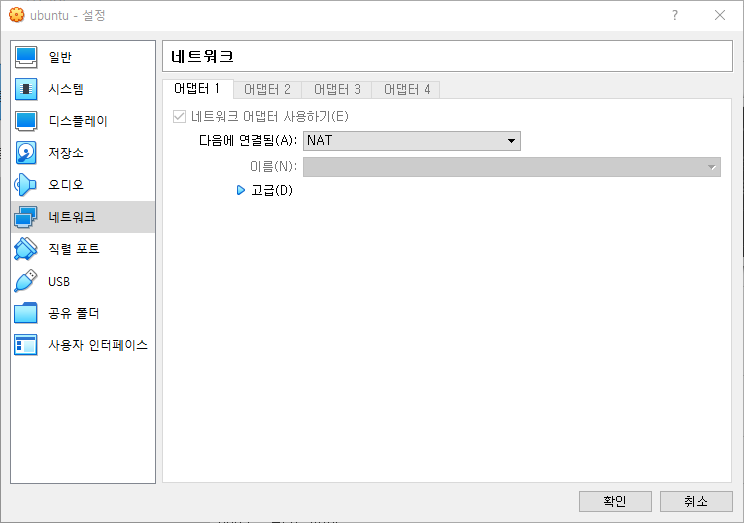 ubuntu - 설정
?
일반
시스템
디스플레이
저장소
오디오
네트워크
직렬 포트
USB
공유 폴더
사용자 인터페이스
네트워크
어댑터 1 어댑터 2 어댑터 3 어댑터 4
네트워크 어댑터 사용하기(E)
다음에 연결됨(A): NAT
이름(N):
고급(D)
확인 취소